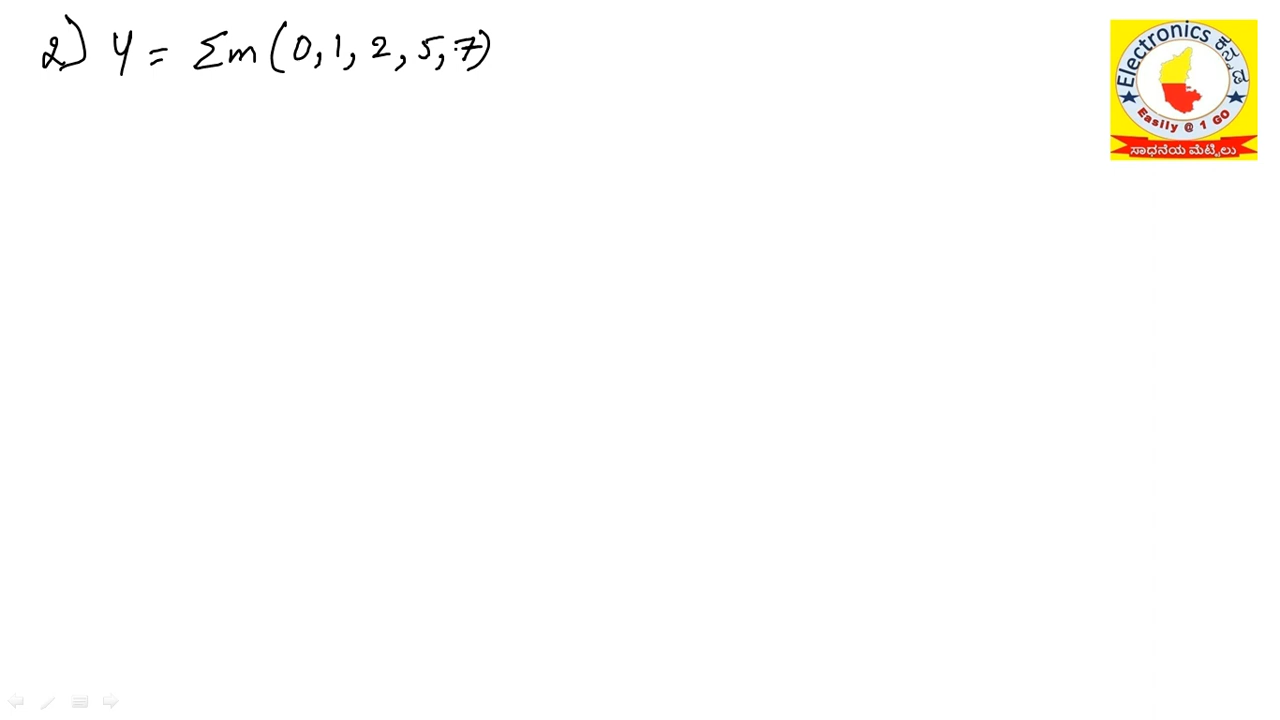 2) Y = Σm(0, 1, 2, 5, 7)
Electronics ಕನ್ನಡ
Easily @ 1 GO
ಸಾಧನೆಯ ಮೆಟ್ಟಿಲು